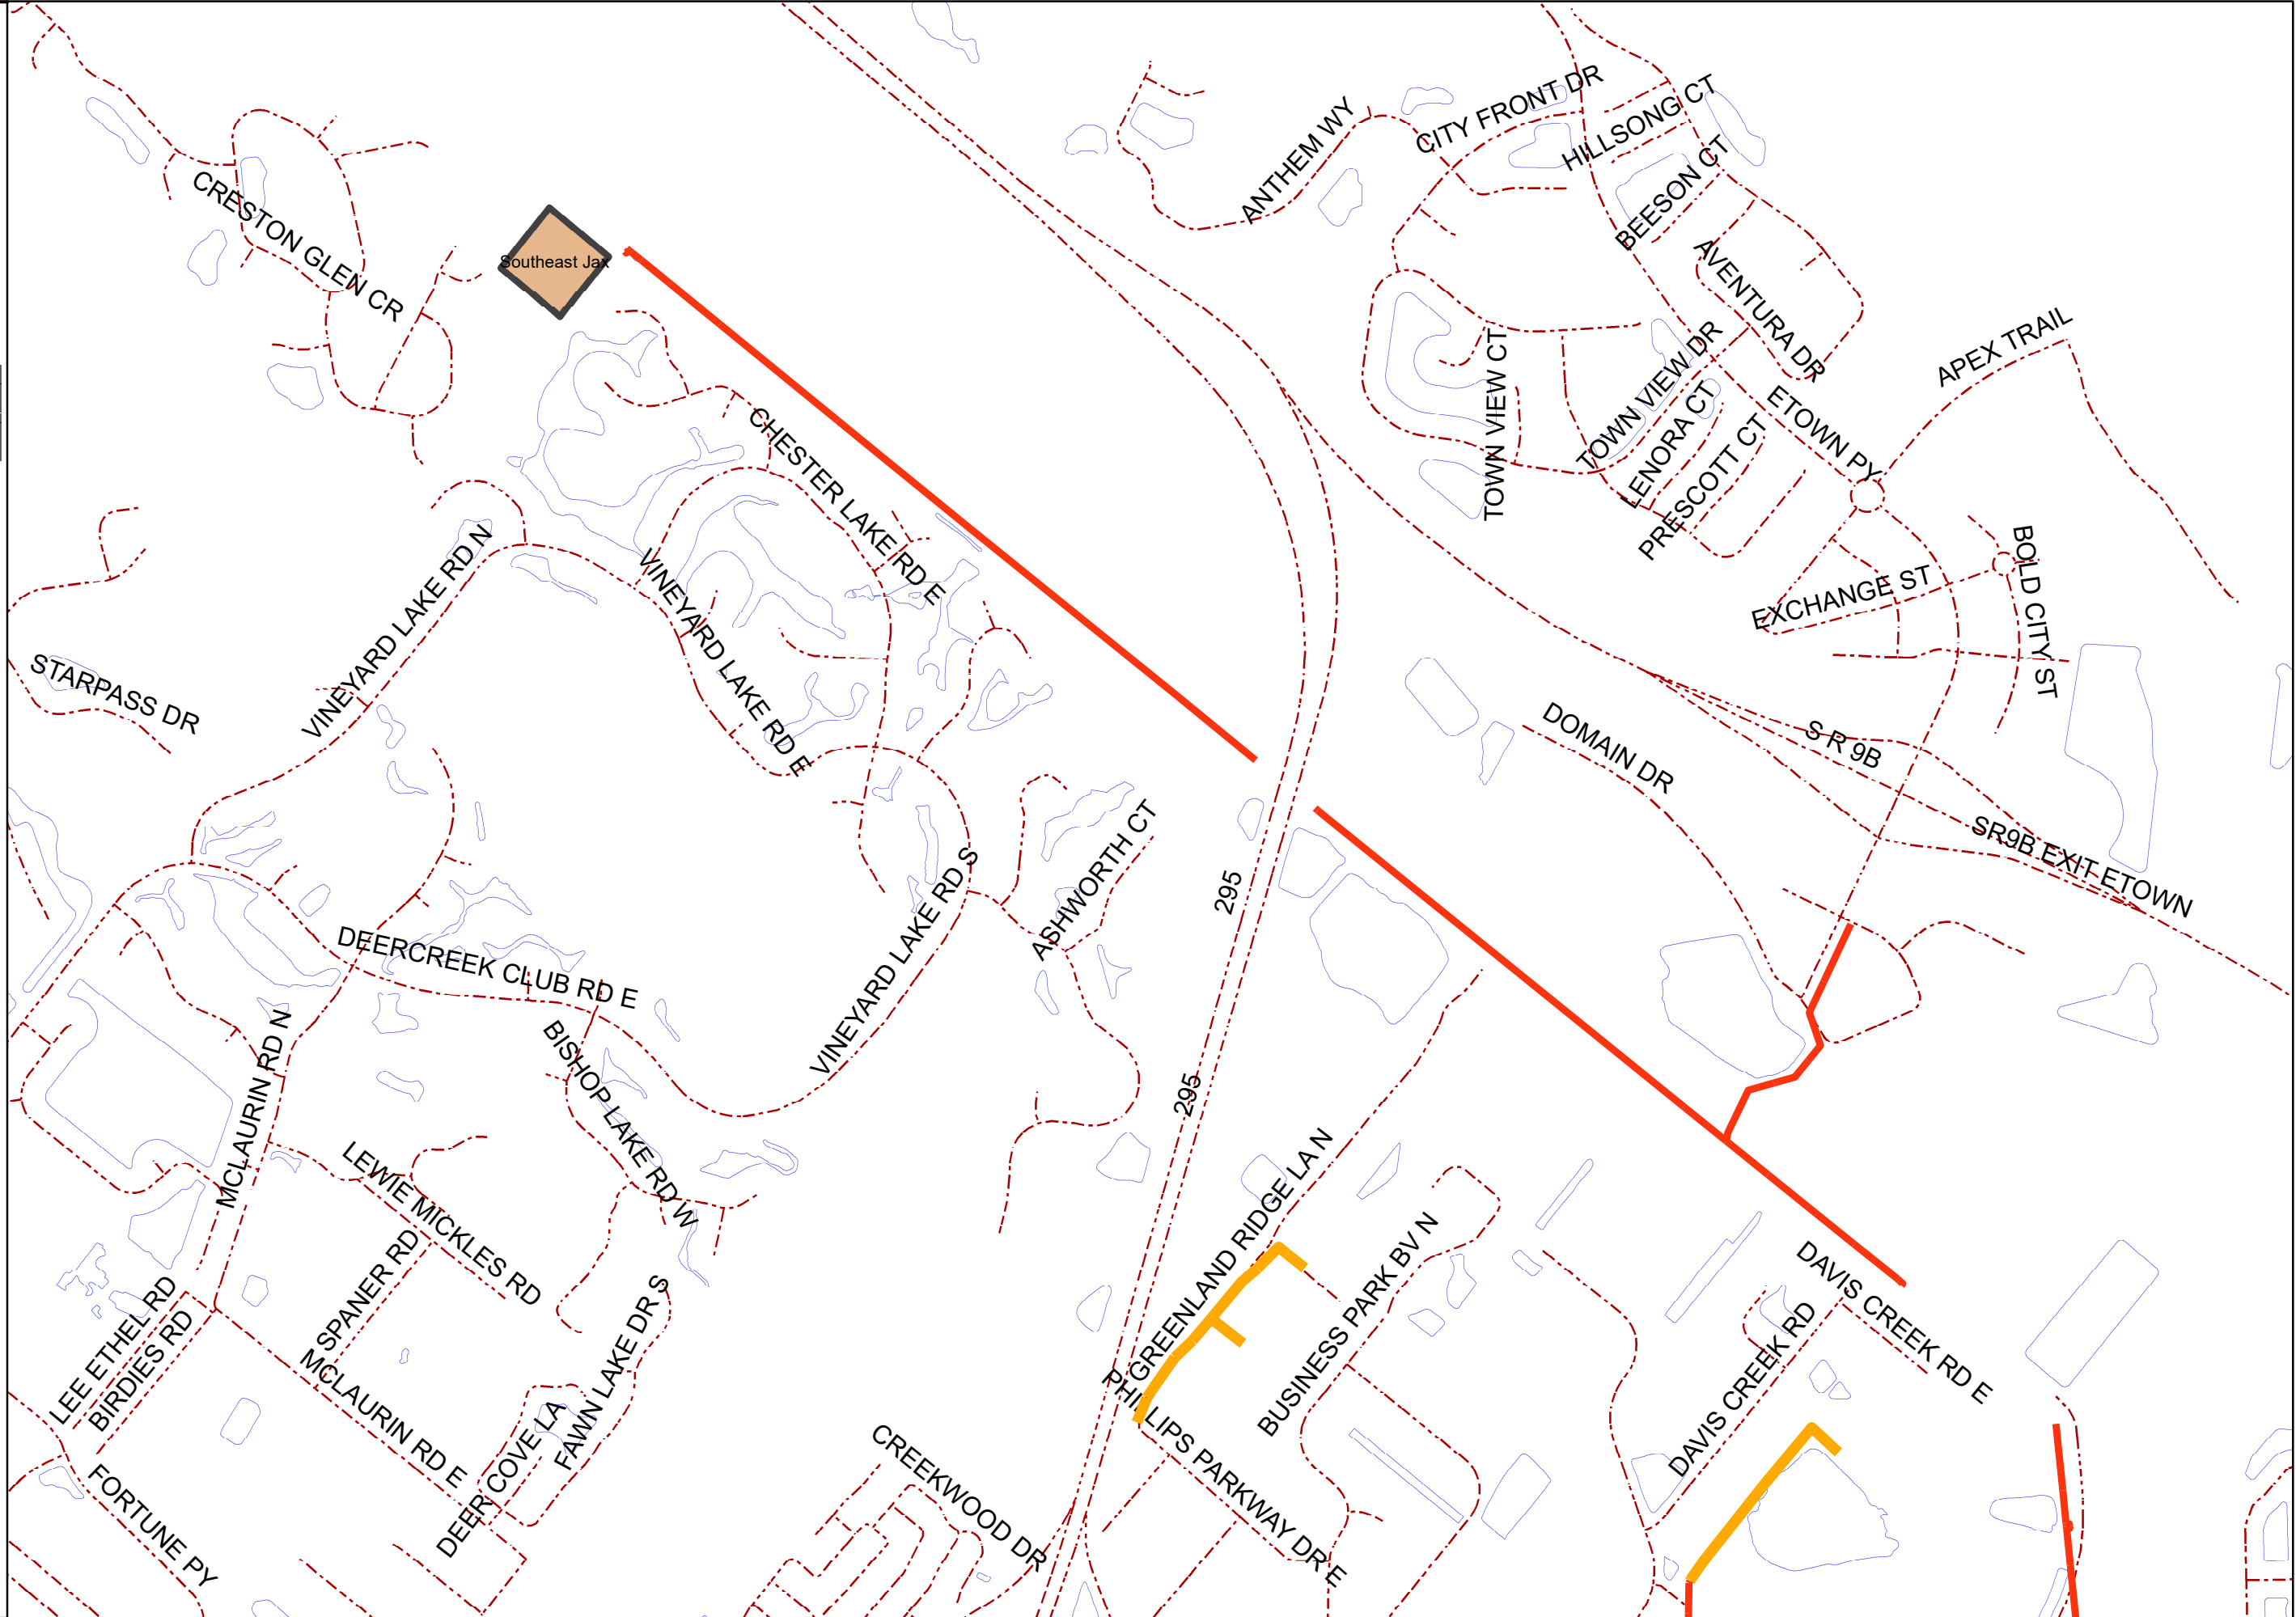 CITY FRONT DR
HILLSONG CT
ANTHEM WY
BEESON CT
CRESTON GLEN CR
Southeast Jax
AVENTURA DR
APEX TRAIL
TOWN VIEW CT
TOWN VIEW DR
LENORA CT
PRESCOTT CT
ETOWN PY
CHESTER LAKE RD E
VINEYARD LAKE RD N
VINEYARD LAKE RD E
EXCHANGE ST
BOLD CITY ST
STARPASS DR
DOMAIN DR
S R 9B
SR9B EXIT ETOWN
ASHWORTH CT
295
VINEYARD LAKE RD S
DEERCREEK CLUB RD E
BISHOP LAKE RD W
MCLAURIN RD N
295
LEWIE MICKLES RD
GREENLAND RIDGE LA N
BUSINESS PARK BV N
SPANER RD
DAVIS CREEK RD E
DAVIS CREEK RD
LEE ETHEL RD
BIRDIES RD
MCLAURIN RD E
FAWN LAKE DR S
DEER COVE LA
PHILLIPS PARKWAY DR E
CREEKWOOD DR
FORTUNE PY